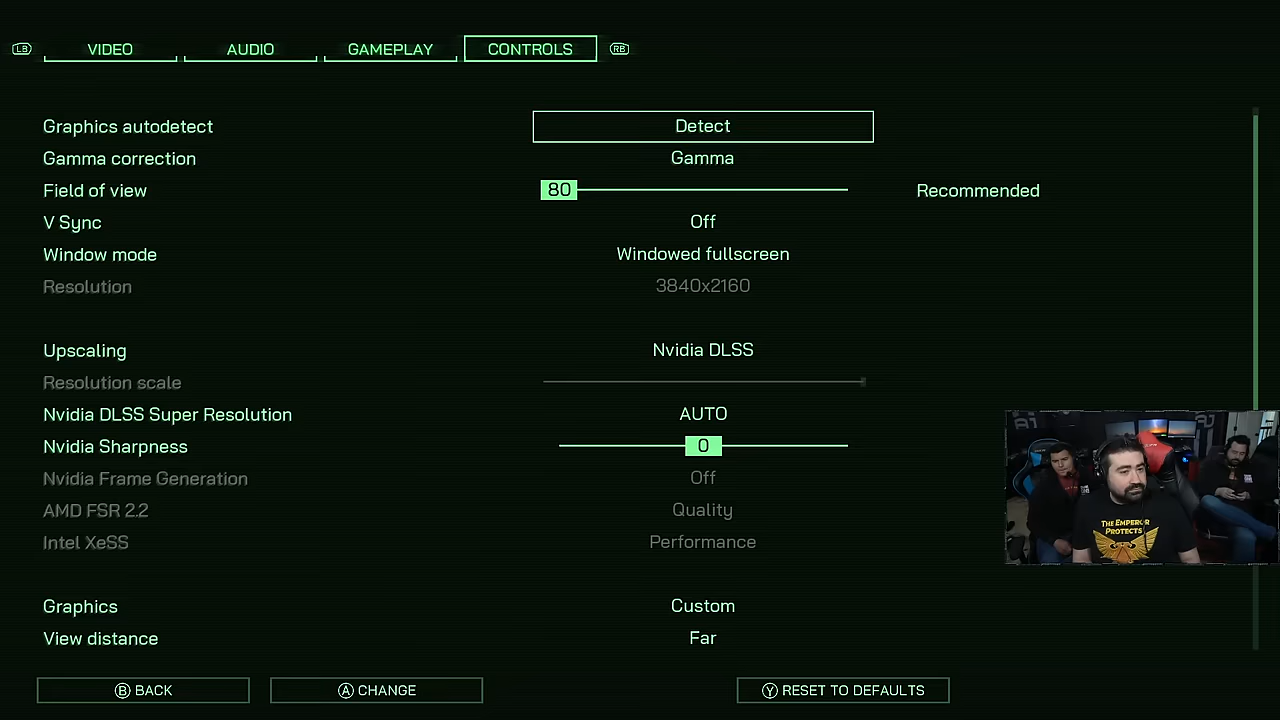 LB VIDEO AUDIO GAMEPLAY CONTROLS RB
Graphics autodetect Detect
Gamma correction Gamma
Field of view 80 Recommended
V Sync Off
Window mode Windowed fullscreen
Resolution 3840x2160
Upscaling Nvidia DLSS
Resolution scale
Nvidia DLSS Super Resolution AUTO
Nvidia Sharpness 0
Nvidia Frame Generation Off
AMD FSR 2.2 Quality
Intel XeSS Performance
THE EMPEROR
PROTECTS
Graphics Custom
View distance Far
B BACK A CHANGE Y RESET TO DEFAULTS